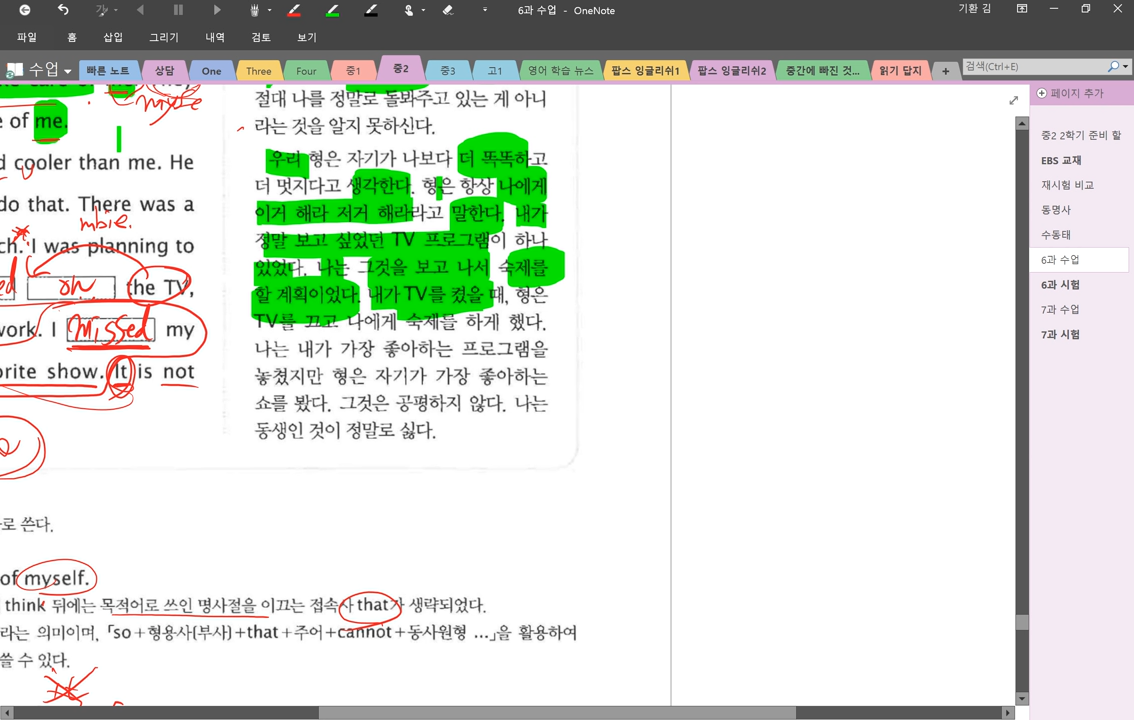 6과 수업 - OneNote
기환 김
파일 홈 삽입 그리기 내역 검토 보기
수업 빠른 노트 상담 One Three Four 중1 중2 중3 고1 영어 학습 뉴스 팝스 잉글리쉬1 팝스 잉글리쉬2 중간에 빠진 것... 읽기 답지 + 검색(Ctrl+E)
페이지 추가
중2 2학기 준비 할
EBS 교재
재시험 비교
동명사
수동태
6과 수업
6과 시험
7과 수업
7과 시험
e of me.
d cooler than me. He
do that. There was a
mbie.
ch. I was planning to
on the TV,
work. I missed my
orite show. It is not
절대 나를 정말로 돌봐주고 있는 게 아니
라는 것을 알지 못하신다.
우리 형은 자기가 나보다 더 똑똑하고
더 멋지다고 생각한다. 형은 항상 나에게
이거 해라 저거 해라라고 말한다. 내가
정말 보고 싶었던 TV 프로그램이 하나
있었다. 나는 그것을 보고 나서 숙제를
할 계획이었다. 내가 TV를 켰을 때, 형은
TV를 끄고 나에게 숙제를 하게 했다.
나는 내가 가장 좋아하는 프로그램을
놓쳤지만 형은 자기가 가장 좋아하는
쇼를 봤다. 그것은 공평하지 않다. 나는
동생인 것이 정말로 싫다.
로 쓴다.
of myself.
think 뒤에는 목적어로 쓰인 명사절을 이끄는 접속사 that가 생략되었다.
라는 의미이며, 「so+형용사(부사)+that+주어+cannot+동사원형 ...」을 활용하여
쓸 수 있다.